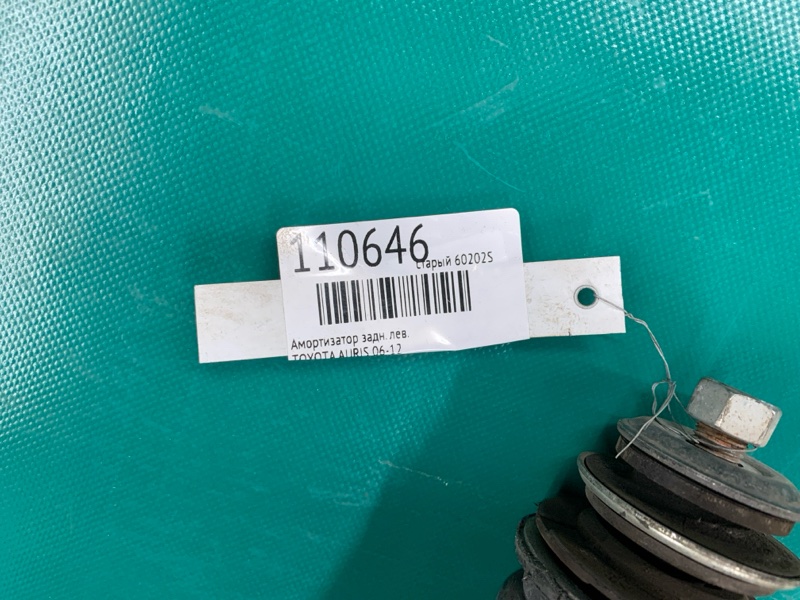 110646
старый 60202S
Амортизатор задн. лев.
TOYOTA AURIS 06-12